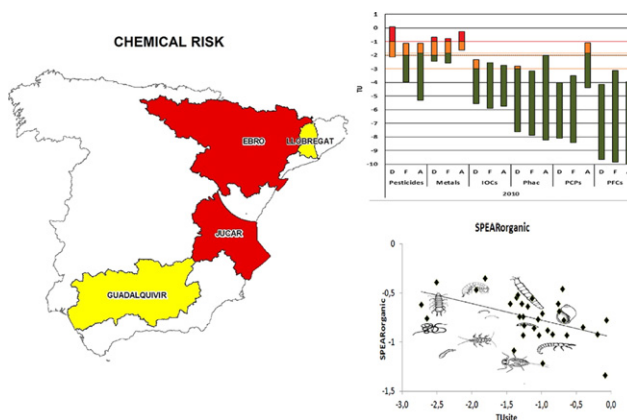 CHEMICAL RISK
EBRO
LLOBREGAT
JUCAR
GUADALQUIVIR
1
0
-1
-2
-3
-4
-5
-6
-7
-8
-9
-10
TU
D F A D F A D F A D F A D F A D F A
Pesticides Metals IOCs Phac PCPs PFCs
2010
SPEARorganic
0
-0,5
-1
-1,5
SPEARorganic
-3,0 -2,5 -2,0 -1,5 -1,0 -0,5 0,0
TUsite